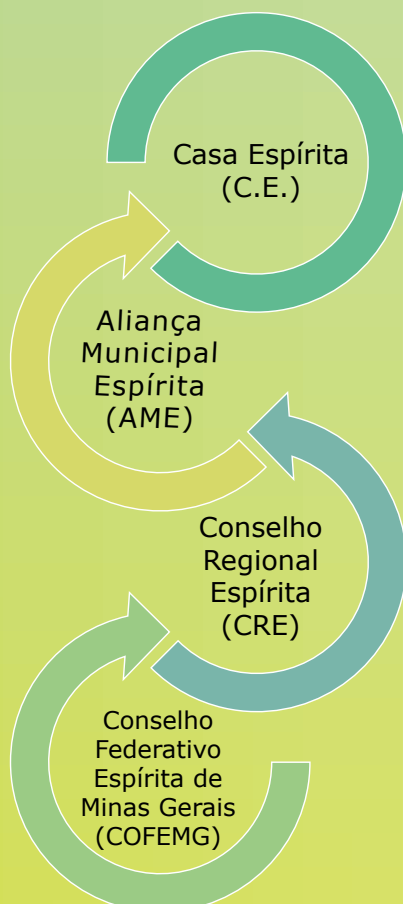 Casa Espírita
(C.E.)
Aliança
Municipal
Espírita
(AME)
Conselho
Regional
Espírita
(CRE)
Conselho
Federativo
Espírita de
Minas Gerais
(COFEMG)